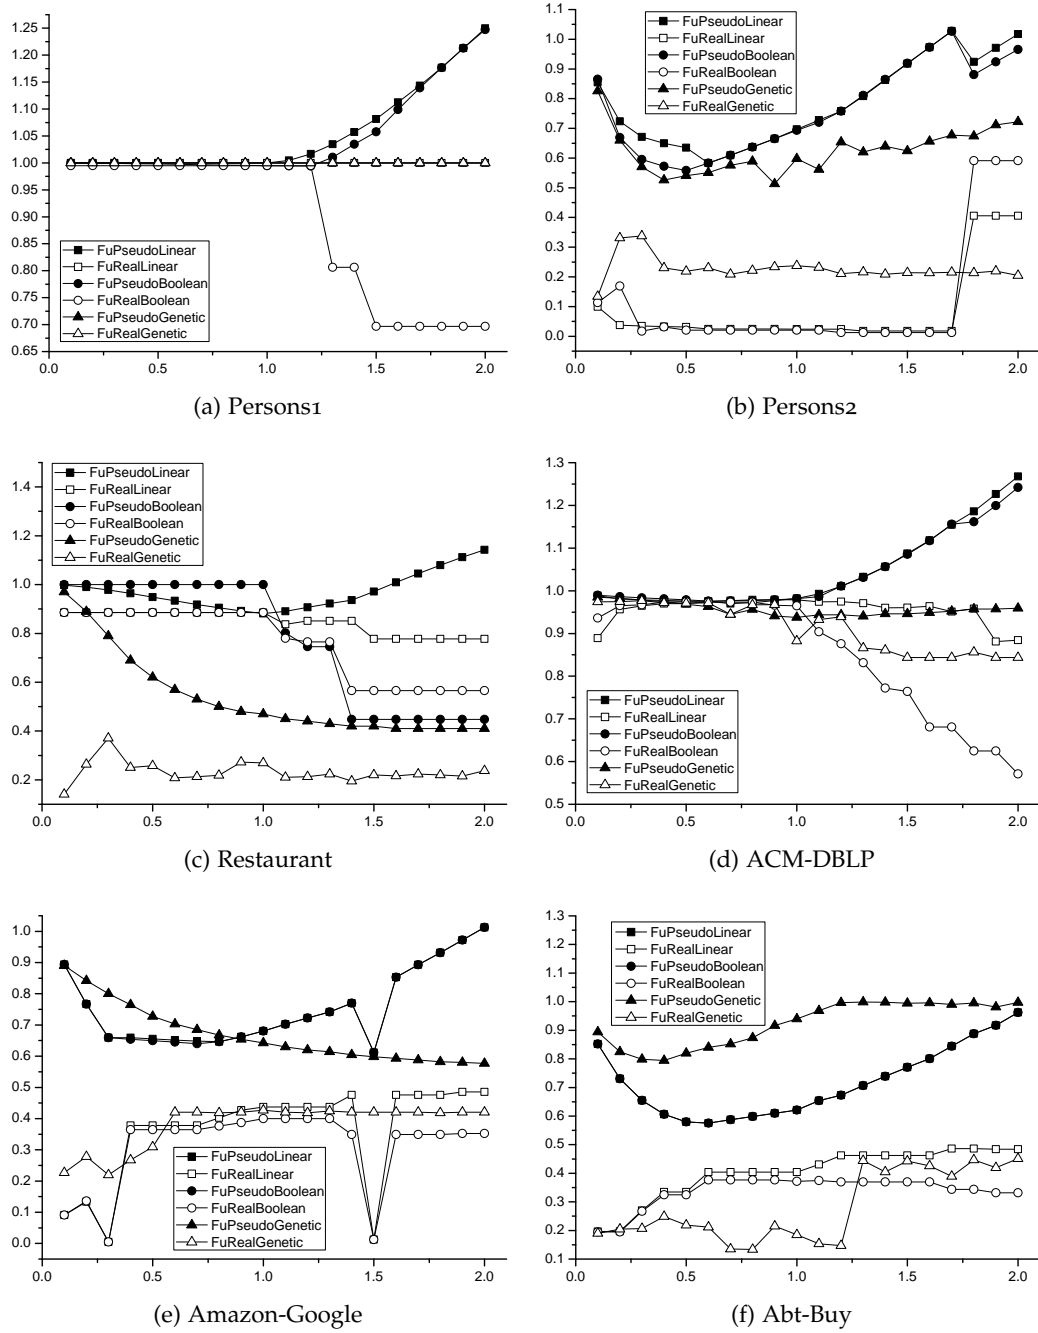 1.25
1.20
1.15
1.10
1.05
1.00
0.95
0.90
0.85
0.80
0.75
0.70
0.65
0.0
0.5
1.0
1.5
2.0
FuPseudoLinear
FuRealLinear
FuPseudoBoolean
FuRealBoolean
FuPseudoGenetic
FuRealGenetic
(a) Persons1
1.1
1.0
0.9
0.8
0.7
0.6
0.5
0.4
0.3
0.2
0.1
0.0
0.0
0.5
1.0
1.5
2.0
FuPseudoLinear
FuRealLinear
FuPseudoBoolean
FuRealBoolean
FuPseudoGenetic
FuRealGenetic
(b) Persons2
1.4
1.2
1.0
0.8
0.6
0.4
0.2
0.0
0.5
1.0
1.5
2.0
FuPseudoLinear
FuRealLinear
FuPseudoBoolean
FuRealBoolean
FuPseudoGenetic
FuRealGenetic
(c) Restaurant
1.3
1.2
1.1
1.0
0.9
0.8
0.7
0.6
0.5
0.0
0.5
1.0
1.5
2.0
FuPseudoLinear
FuRealLinear
FuPseudoBoolean
FuRealBoolean
FuPseudoGenetic
FuRealGenetic
(d) ACM-DBLP
1.0
0.9
0.8
0.7
0.6
0.5
0.4
0.3
0.2
0.1
0.0
0.0
0.5
1.0
1.5
2.0
FuPseudoLinear
FuRealLinear
FuPseudoBoolean
FuRealBoolean
FuPseudoGenetic
FuRealGenetic
(e) Amazon-Google
1.3
1.2
1.1
1.0
0.9
0.8
0.7
0.6
0.5
0.4
0.3
0.2
0.1
0.0
0.5
1.0
1.5
2.0
FuPseudoLinear
FuRealLinear
FuPseudoBoolean
FuRealBoolean
FuPseudoGenetic
FuRealGenetic
(f) Abt-Buy